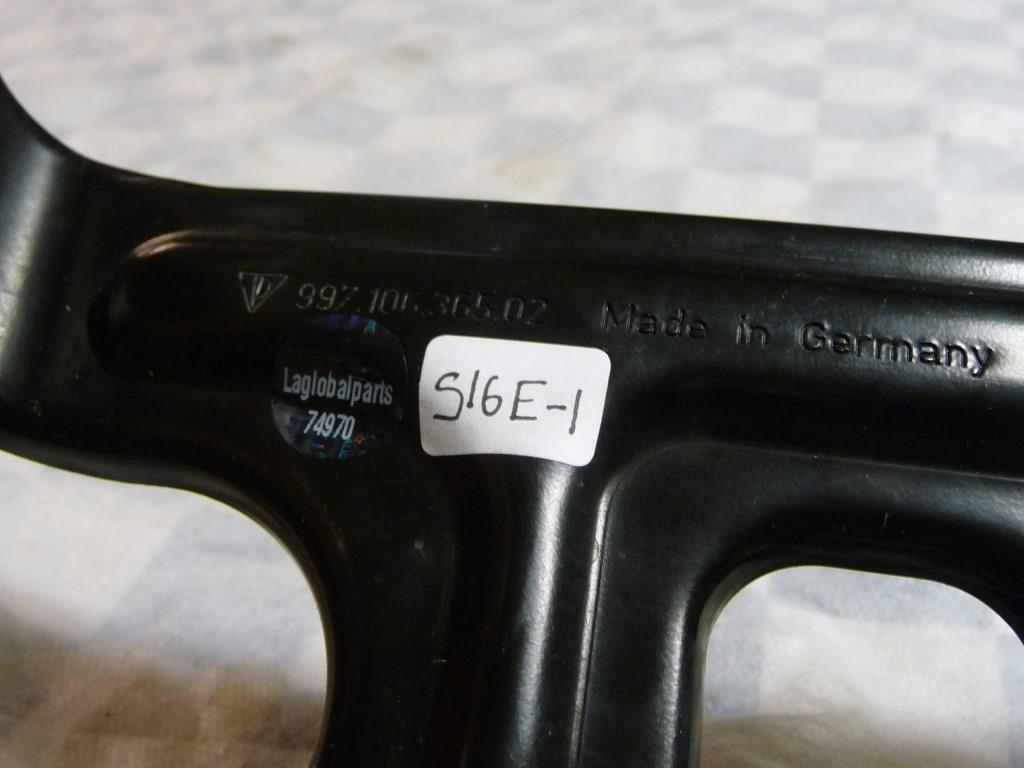 997.106.365.02 Made in Germany
Laglobalparts
74970
S16E-1